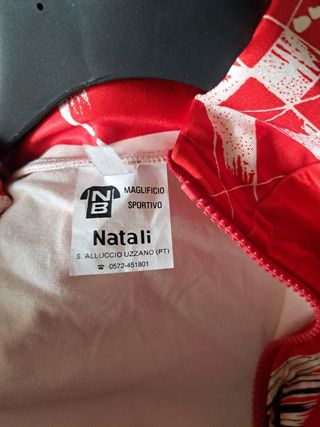 NB
MAGLIFICIO
SPORTIVO
Natali
S. ALLUCCIO UZZANO (PT)
☎ 0572-451801